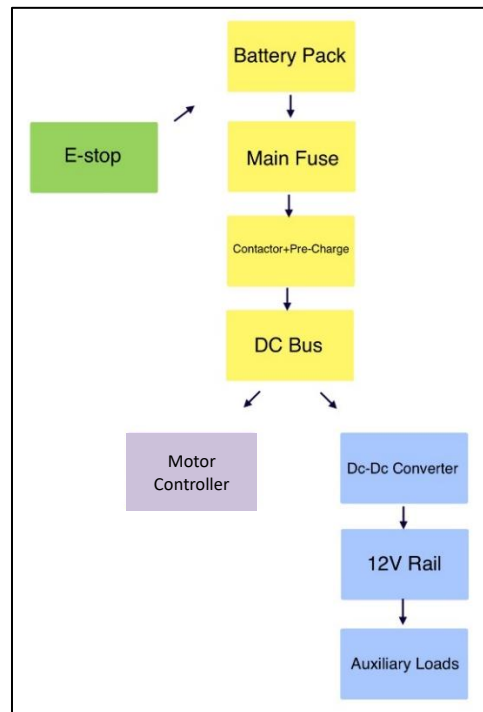 Battery Pack
E-stop
Main Fuse
Contactor+Pre-Charge
DC Bus
Motor
Controller
Dc-Dc Converter
12V Rail
Auxiliary Loads